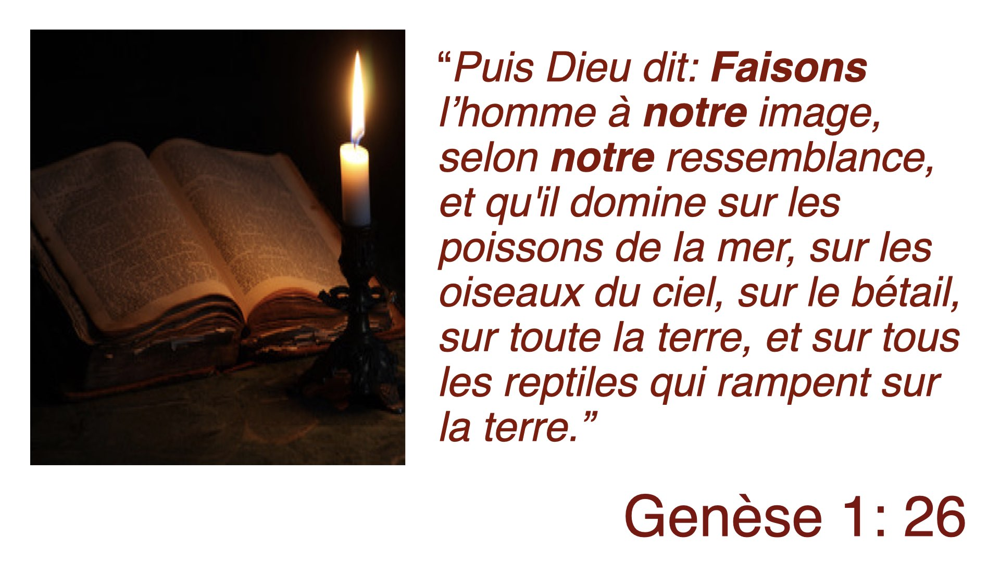 “Puis Dieu dit: Faisons
l’homme à notre image,
selon notre ressemblance,
et qu'il domine sur les
poissons de la mer, sur les
oiseaux du ciel, sur le bétail,
sur toute la terre, et sur tous
les reptiles qui rampent sur
la terre.”
Genèse 1: 26